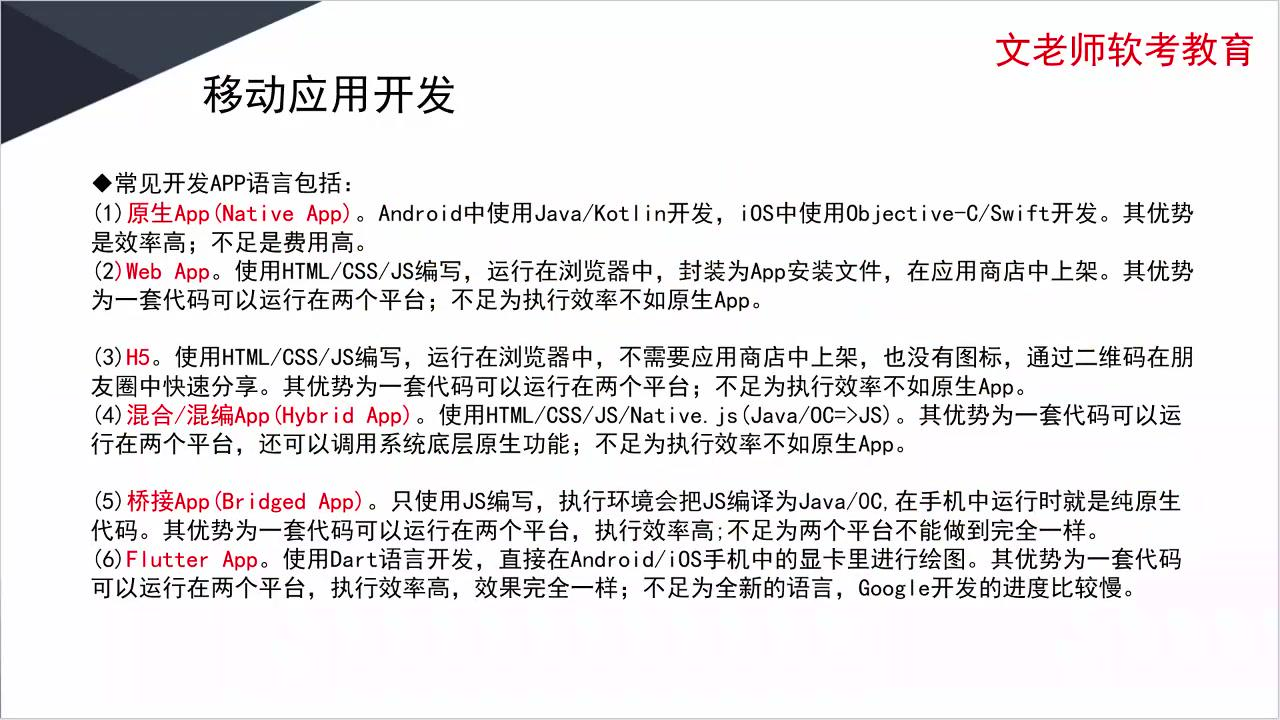 文老师软考教育
移动应用开发
◆常见开发APP语言包括：
(1)原生App(Native App)。Android中使用Java/Kotlin开发，iOS中使用Objective-C/Swift开发。其优势
是效率高；不足是费用高。
(2)Web App。使用HTML/CSS/JS编写，运行在浏览器中，封装为App安装文件，在应用商店中上架。其优势
为一套代码可以运行在两个平台；不足为执行效率不如原生App。
(3)H5。使用HTML/CSS/JS编写，运行在浏览器中，不需要应用商店中上架，也没有图标，通过二维码在朋
友圈中快速分享。其优势为一套代码可以运行在两个平台；不足为执行效率不如原生App。
(4)混合/混编App(Hybrid App)。使用HTML/CSS/JS/Native.js(Java/OC=>JS)。其优势为一套代码可以运
行在两个平台，还可以调用系统底层原生功能；不足为执行效率不如原生App。
(5)桥接App(Bridged App)。只使用JS编写，执行环境会把JS编译为Java/OC,在手机中运行时就是纯原生
代码。其优势为一套代码可以运行在两个平台，执行效率高;不足为两个平台不能做到完全一样。
(6)Flutter App。使用Dart语言开发，直接在Android/iOS手机中的显卡里进行绘图。其优势为一套代码
可以运行在两个平台，执行效率高，效果完全一样；不足为全新的语言，Google开发的进度比较慢。